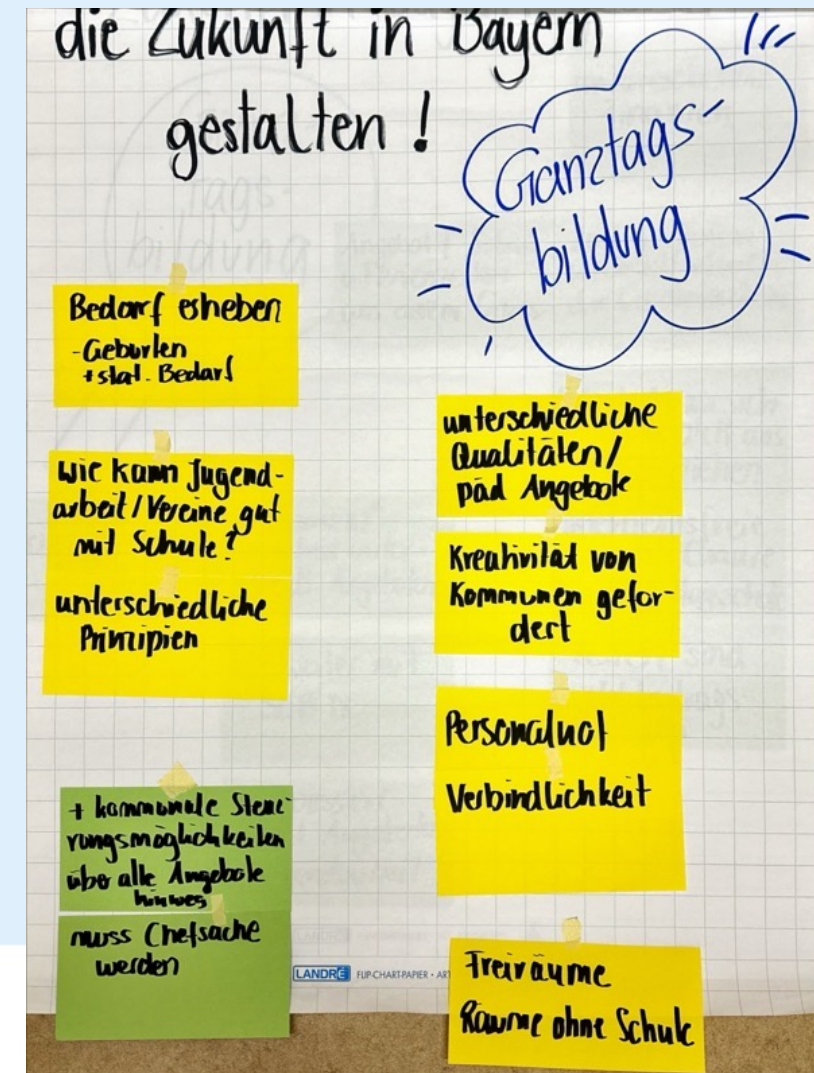 die Zukunft in Bayern
gestalten !
Ganztags-
bildung
Bedarf erheben
- Geburten
+ stat. Bedarf
wie kann Jugend-
arbeit / Vereine gut
mit Schule?
unterschiedliche
Prinzipien
+ kommunale Steue-
rungsmöglichkeiten
über alle Angebote
hinweg
muss Chefsache
werden
unterschiedliche
Qualitäten /
päd Angebote
Kreativität von
Kommunen gefor-
dert
Personalnot
Verbindlichkeit
Freiräume
Räume ohne Schule
LANDRÉ FLIP-CHART-PAPIER • ART